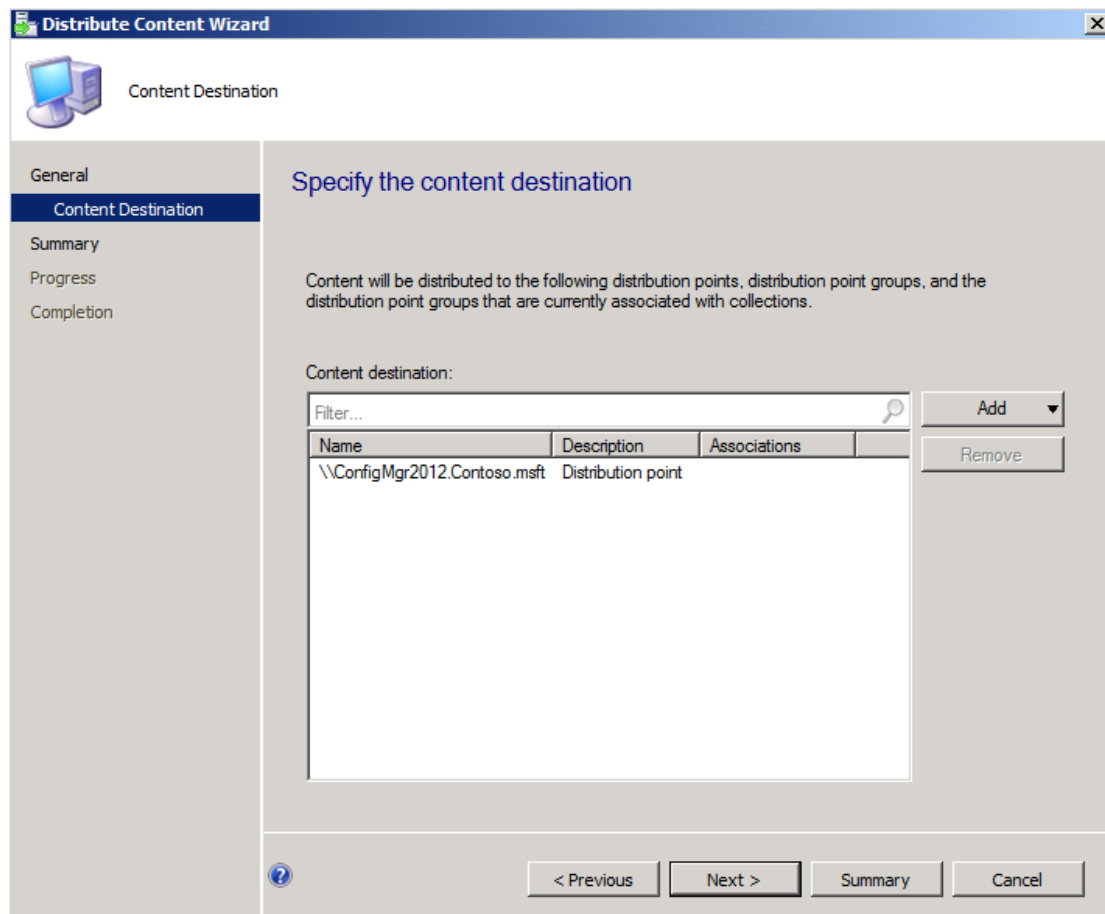 Distribute Content Wizard
Content Destination
General
Content Destination
Summary
Progress
Completion
Specify the content destination
Content will be distributed to the following distribution points, distribution point groups, and the
distribution point groups that are currently associated with collections.
Content destination:
Filter...
Add
Remove
Name Description Associations
\\ConfigMgr2012.Contoso.msft Distribution point
< Previous Next > Summary Cancel